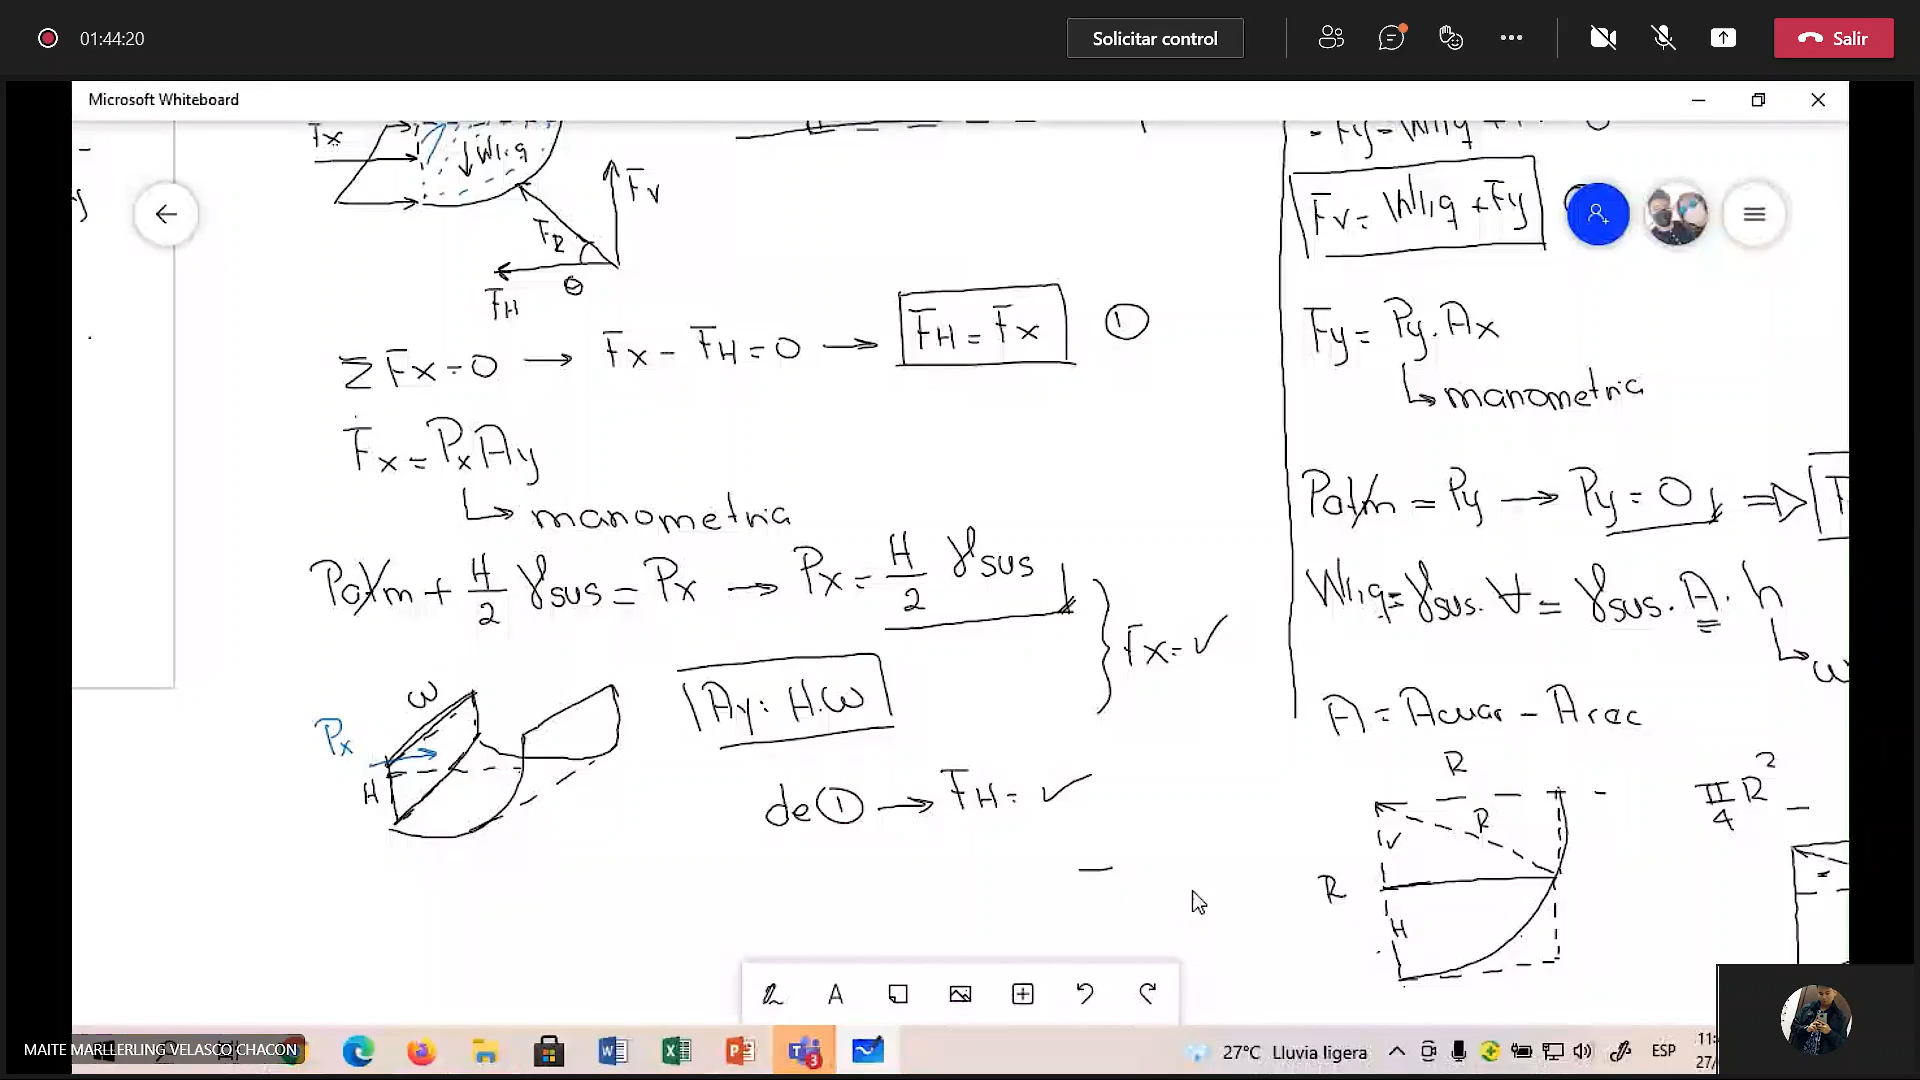 01:44:20
Solicitar control
Salir
Microsoft Whiteboard
Fx
Wliq
Fv
FR
θ
FH
ΣFx=0 → Fx - FH=0 → FH = Fx ①
Fx = Px Ay
↳ manometria
Patm + H/2 γsus = Px → Px = H/2 γsus
Fx= ✓
Ay: H.ω
ω
Px
H
de ① → FH= ✓
Fv= Wliq + Fy
Fy= Py.Ax
↳ manometria
Patm = Py → Py = 0 ⇒
Wliq= γsus. ∀ = γsus. A. h
↳ ω
A = Acuar - Arec
R
R
R
H
π/4 R² -
MAITE MARLLERLING VELASCO CHACON
3
27°C Lluvia ligera
ESP